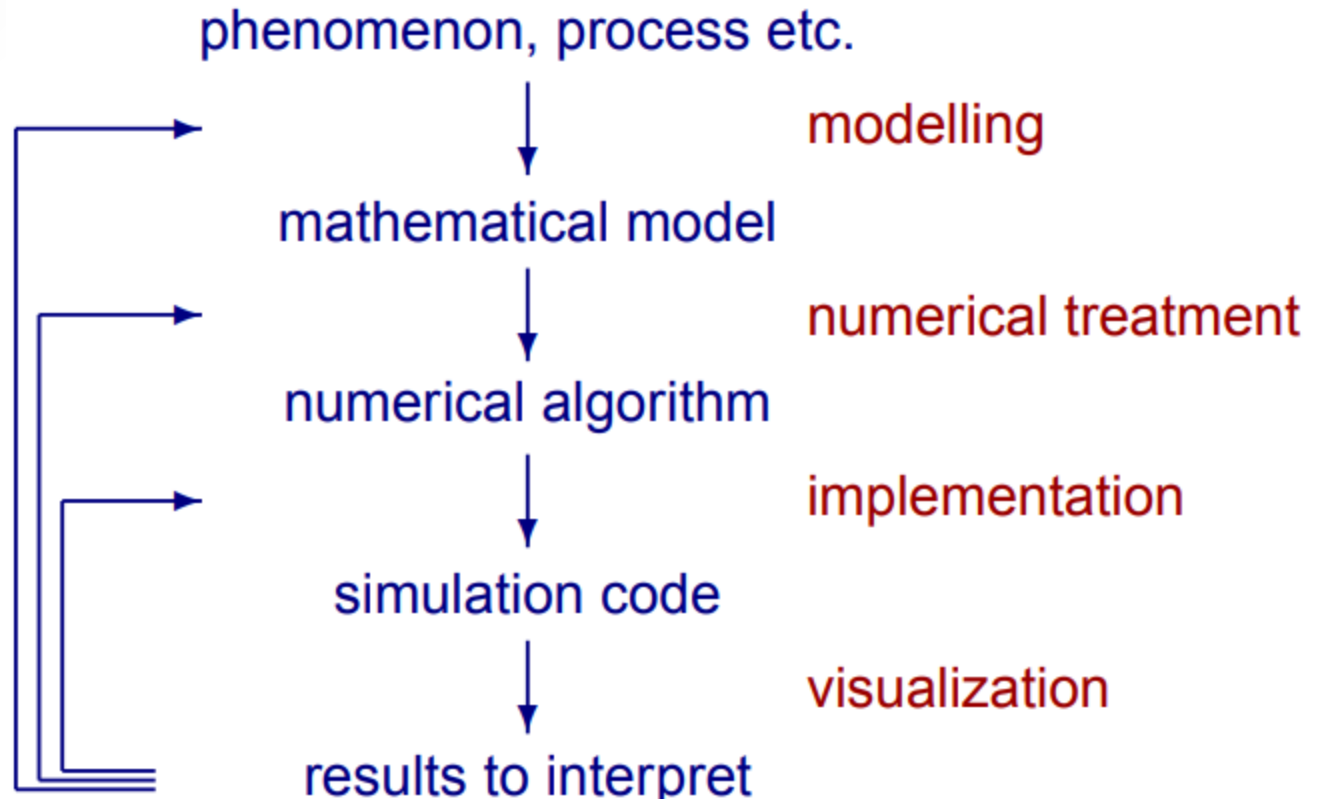 phenomenon, process etc.
modelling
mathematical model
numerical treatment
numerical algorithm
implementation
simulation code
visualization
results to interpret